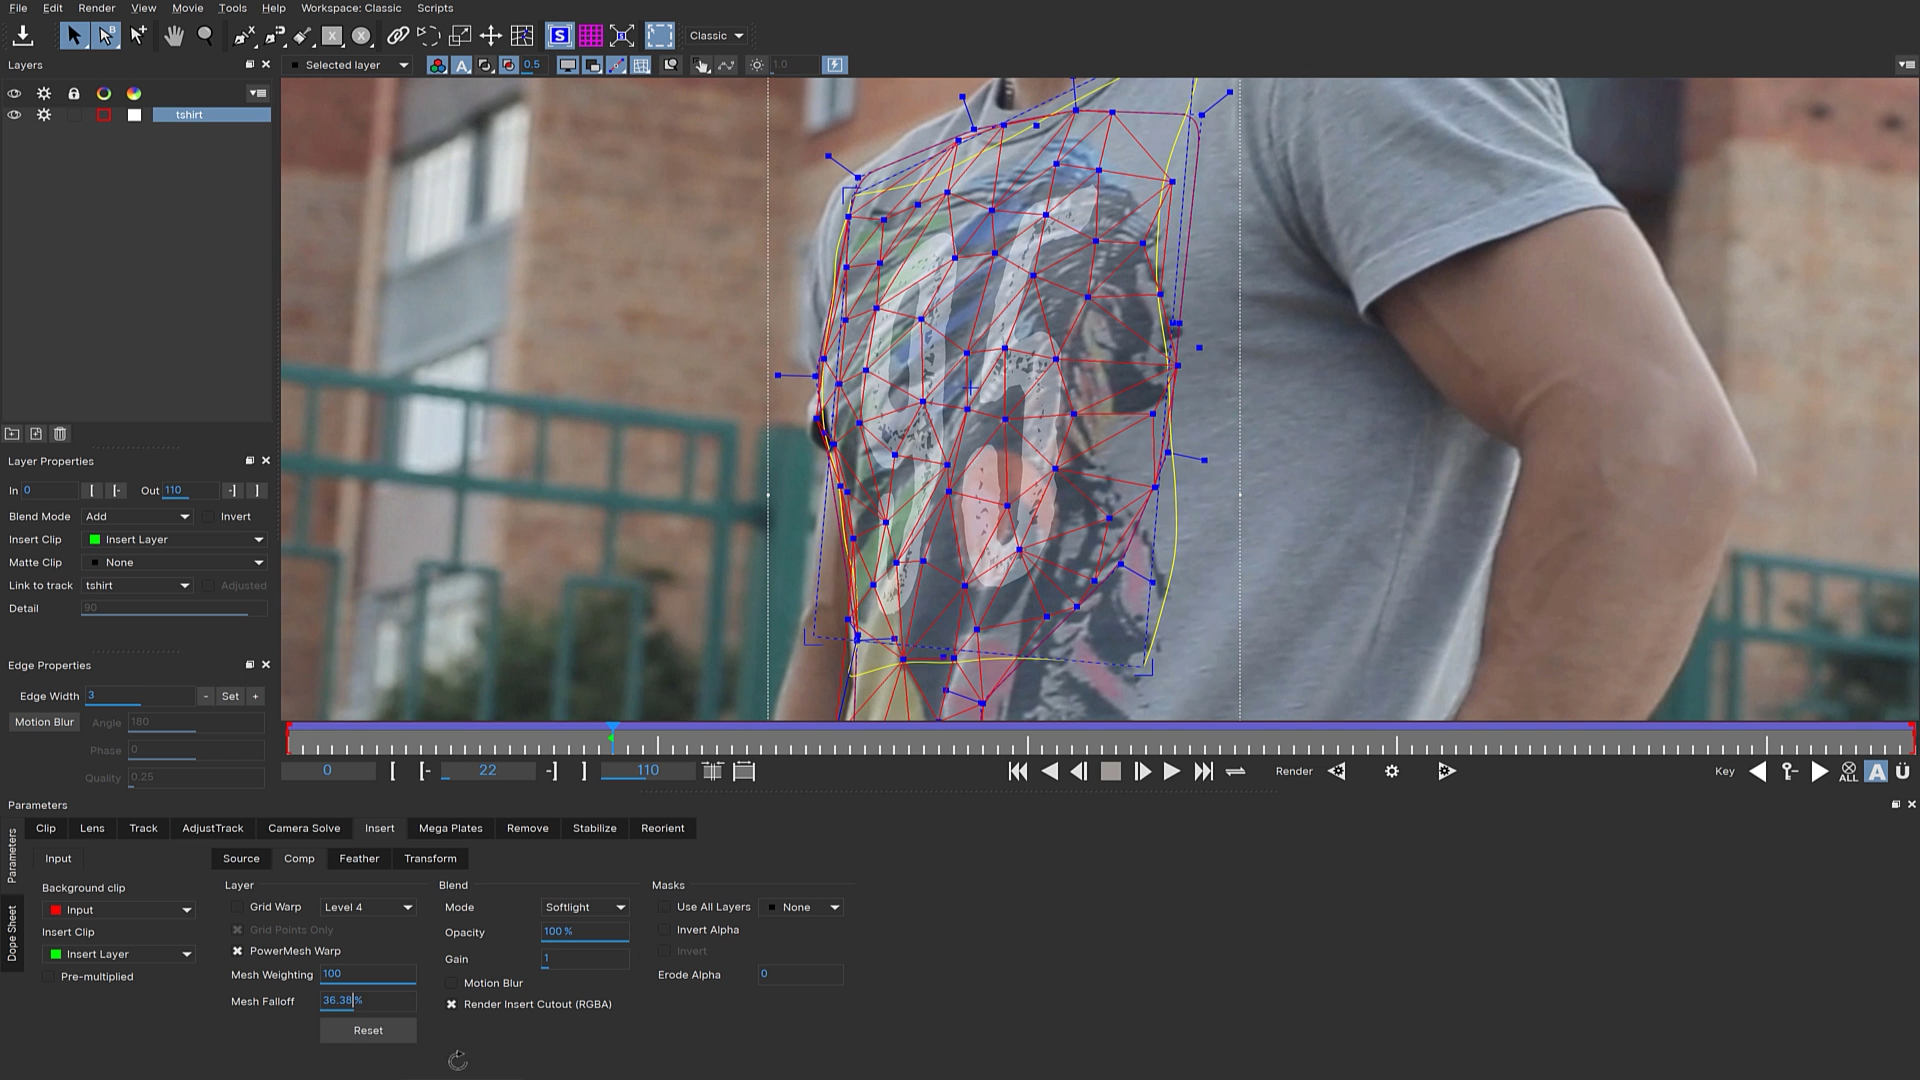 File Edit Render View Movie Tools Help Workspace: Classic Scripts
Classic
Layers
Selected layer
0.5
1.0
tshirt
Layer Properties
In 0 Out 110
Blend Mode Add Invert
Insert Clip Insert Layer
Matte Clip None
Link to track tshirt Adjusted
Detail 90
Edge Properties
Edge Width 3 - Set +
Motion Blur Angle 180
Phase 0
Quality 0.25
0 22 110 Render Key ALL
Parameters
Clip Lens Track AdjustTrack Camera Solve Insert Mega Plates Remove Stabilize Reorient
Parameters
Dope Sheet
Input Source Comp Feather Transform
Background clip
Input
Insert Clip
Insert Layer
Pre-multiplied
Layer
Grid Warp Level 4
Grid Points Only
PowerMesh Warp
Mesh Weighting 100
Mesh Falloff 36.38%
Reset
Blend
Mode Softlight
Opacity 100 %
Gain 1
Motion Blur
Render Insert Cutout (RGBA)
Masks
Use All Layers None
Invert Alpha
Invert
Erode Alpha 0